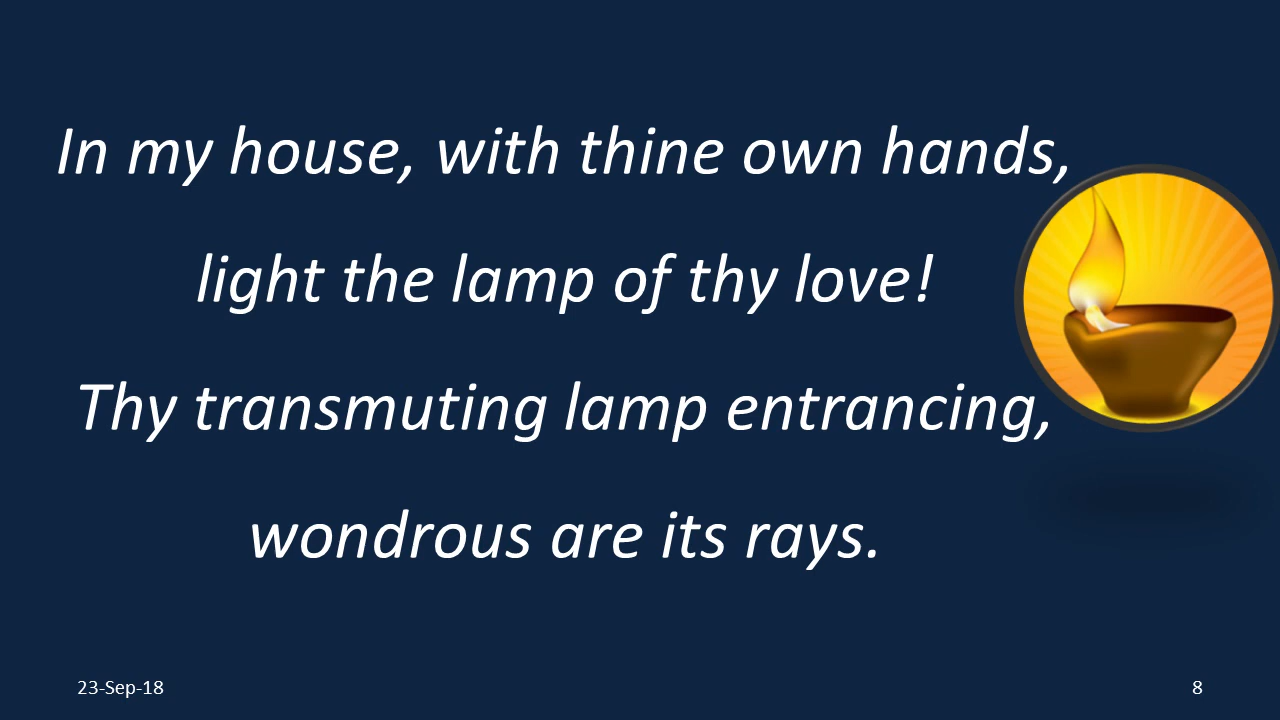 In my house, with thine own hands,
light the lamp of thy love!
Thy transmuting lamp entrancing,
wondrous are its rays.
23-Sep-18
8